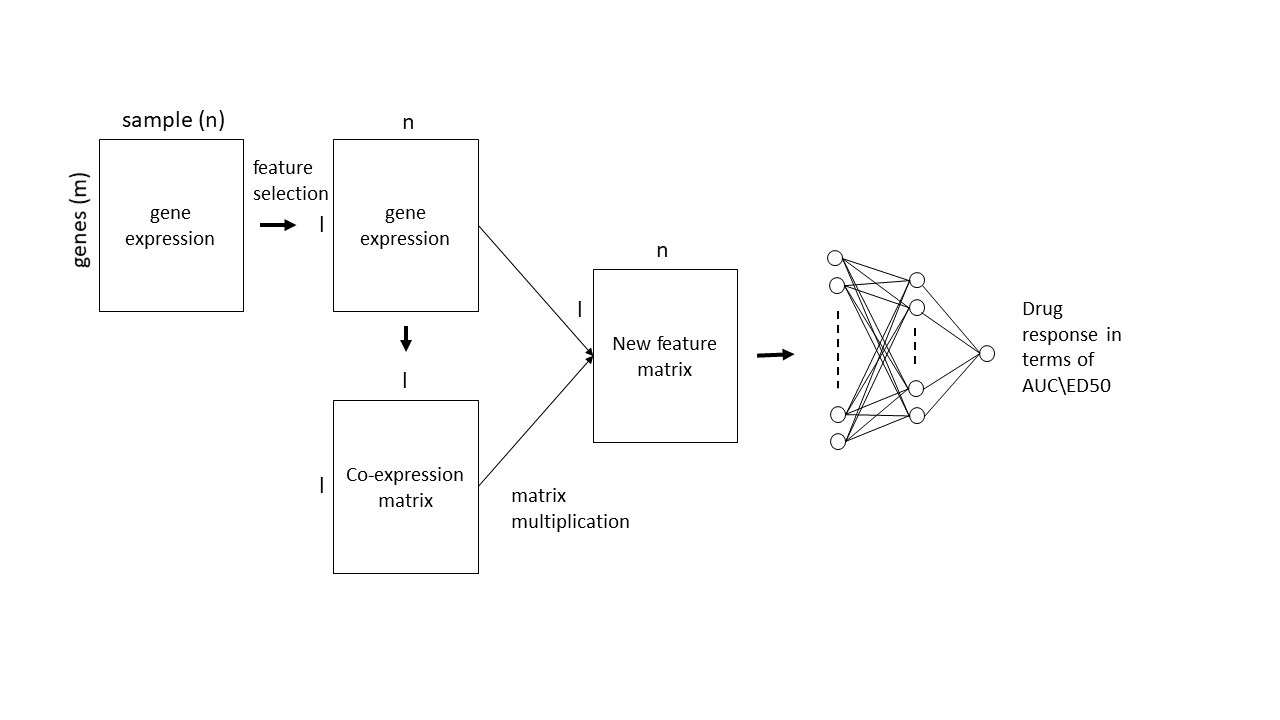 sample (n)
genes (m)
gene
expression
feature
selection
n
l
gene
expression
l
l
Co-expression
matrix
matrix
multiplication
n
l
New feature
matrix
Drug
response in
terms of
AUC\ED50